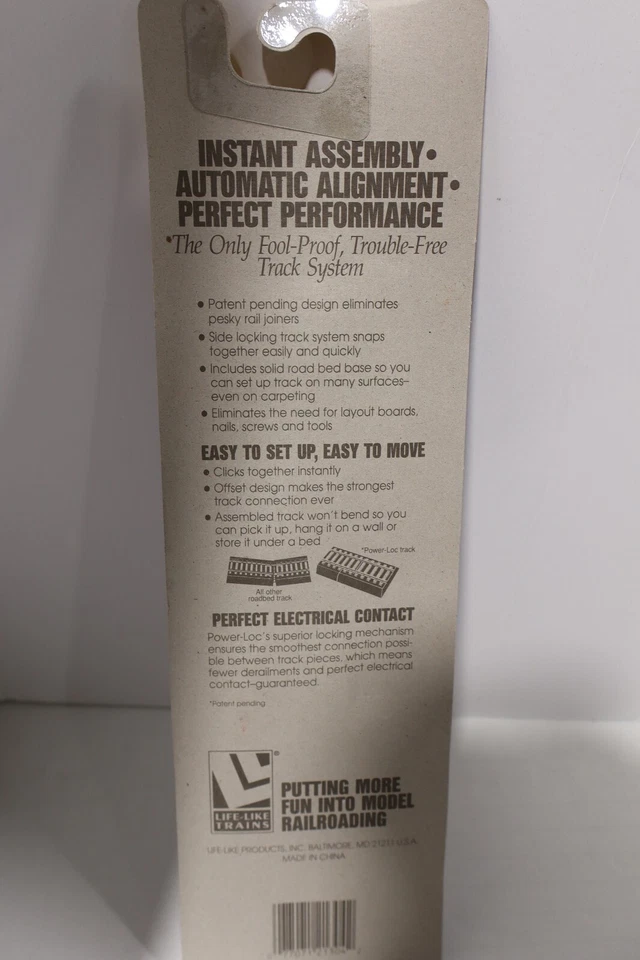 INSTANT ASSEMBLY•
AUTOMATIC ALIGNMENT•
PERFECT PERFORMANCE
*The Only Fool-Proof, Trouble-Free
Track System
• Patent pending design eliminates
pesky rail joiners
• Side locking track system snaps
together easily and quickly
• Includes solid road bed base so you
can set up track on many surfaces–
even on carpeting
• Eliminates the need for layout boards,
nails, screws and tools
EASY TO SET UP, EASY TO MOVE
• Clicks together instantly
• Offset design makes the strongest
track connection ever
• Assembled track won't bend so you
can pick it up, hang it on a wall or
store it under a bed
*Power-Loc track
All other
roadbed track
PERFECT ELECTRICAL CONTACT
Power-Loc's superior locking mechanism
ensures the smoothest connection possi-
ble between track pieces, which means
fewer derailments and perfect electrical
contact–guaranteed.
*Patent pending
LIFE-LIKE
TRAINS
®
PUTTING MORE
FUN INTO MODEL
RAILROADING
LIFE-LIKE PRODUCTS, INC. BALTIMORE, MD 21211 U.S.A.
MADE IN CHINA